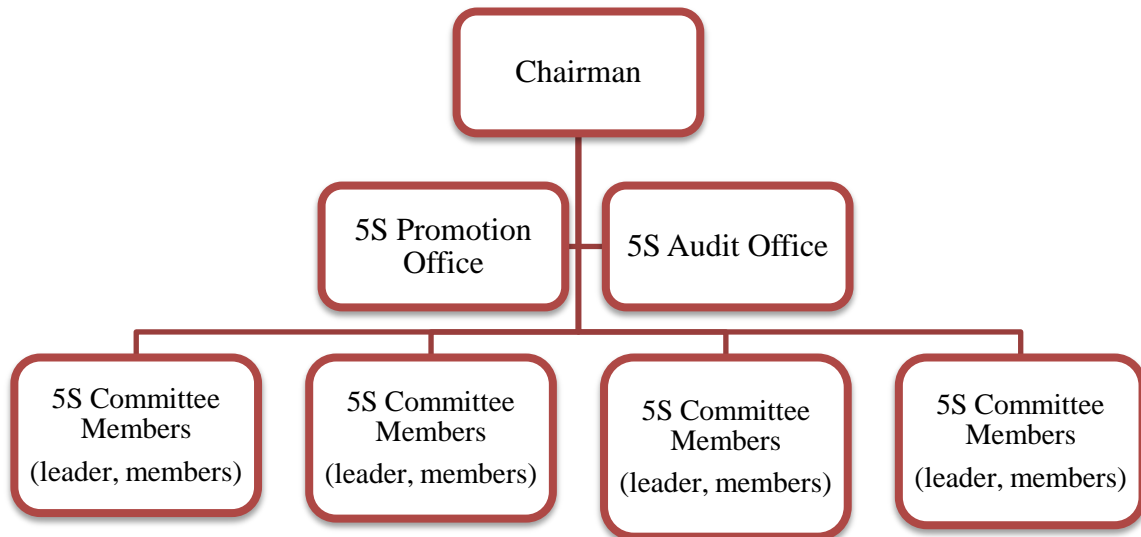 Chairman
5S Promotion
Office
5S Audit Office
5S Committee
Members
(leader, members)
5S Committee
Members
(leader, members)
5S Committee
Members
(leader, members)
5S Committee
Members
(leader, members)